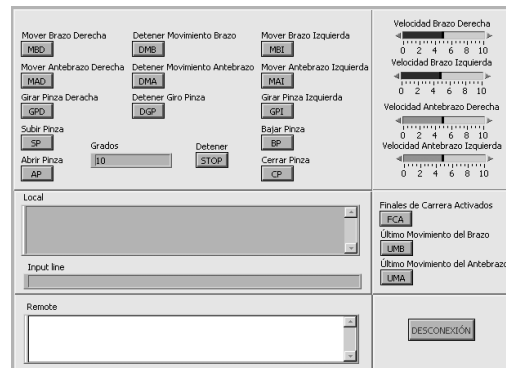 Mover Brazo Derecha Detener Movimiento Brazo Mover Brazo Izquierda
MBD DMB MBI
Mover Antebrazo Derecha Detener Movimiento Antebrazo Mover Antebrazo Izquierda
MAD DMA MAI
Girar Pinza Deracha Detener Giro Pinza Girar Pinza Izquierda
GPD DGP GPI
Subir Pinza Bajar Pinza
SP Grados Detener BP
Abrir Pinza 10 STOP Cerrar Pinza
AP CP
Velocidad Brazo Derecha
0 2 4 6 8 10
Velocidad Brazo Izquierda
0 2 4 6 8 10
Velocidad Antebrazo Derecha
0 2 4 6 8 10
Velocidad Antebrazo Izquierda
0 2 4 6 8 10
Local
Input line
Finales de Carrera Activados
FCA
Último Movimiento del Brazo
UMB
Último Movimiento del Antebrazo
UMA
Remote
DESCONEXIÓN